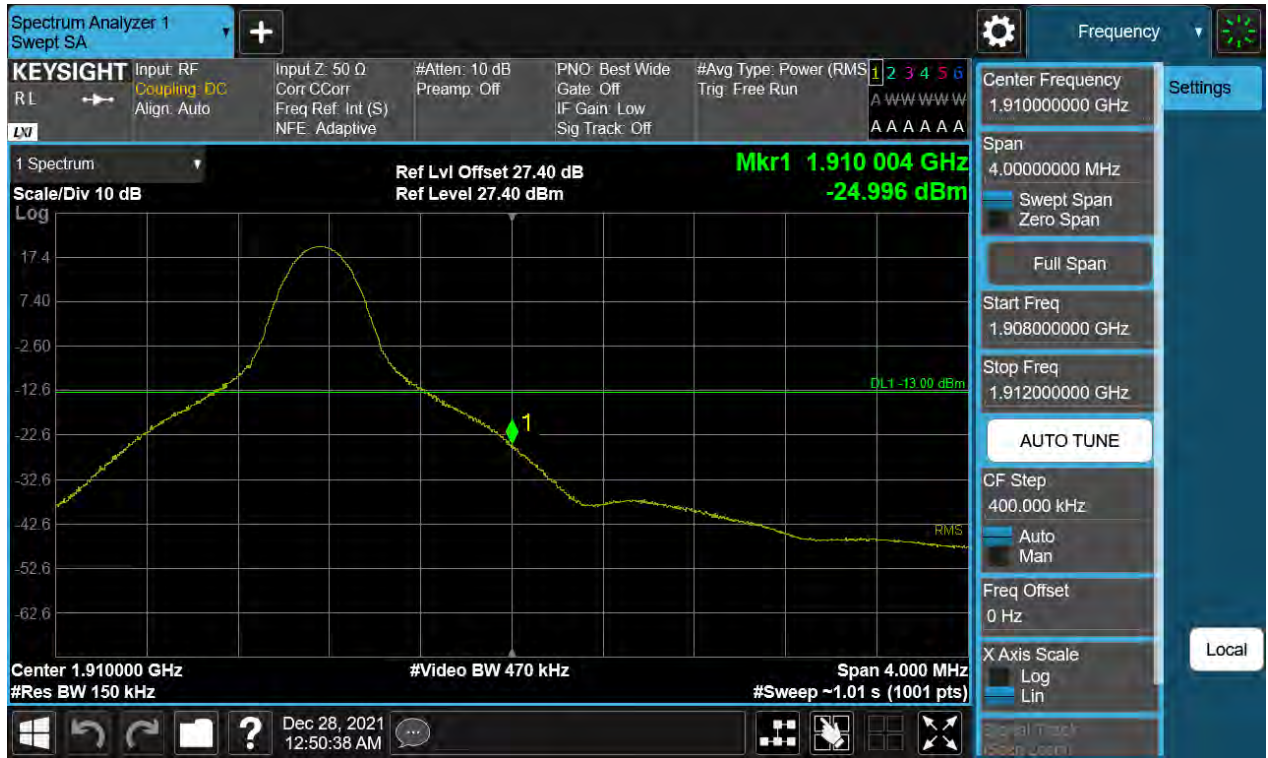 Spectrum Analyzer 1
Swept SA
+
Frequency
KEYSIGHT
RL
LXI
Input: RF
Coupling: DC
Align: Auto
Input Z: 50 Ω
Corr CCorr
Freq Ref: Int (S)
NFE: Adaptive
#Atten: 10 dB
Preamp: Off
PNO: Best Wide
Gate: Off
IF Gain: Low
Sig Track: Off
#Avg Type: Power (RMS
Trig: Free Run
1 2 3 4 5 6
A W W W W W
A A A A A A
1 Spectrum
Scale/Div 10 dB
Log
Ref Lvl Offset 27.40 dB
Ref Level 27.40 dBm
Mkr1 1.910 004 GHz
-24.996 dBm
17.4
7.40
-2.60
-12.6
-22.6
-32.6
-42.6
-52.6
-62.6
DL1 -13.00 dBm
1
RMS
Center 1.910000 GHz
#Res BW 150 kHz
#Video BW 470 kHz
Span 4.000 MHz
#Sweep ~1.01 s (1001 pts)
Center Frequency
1.910000000 GHz
Span
4.00000000 MHz
Swept Span
Zero Span
Full Span
Start Freq
1.908000000 GHz
Stop Freq
1.912000000 GHz
AUTO TUNE
CF Step
400.000 kHz
Auto
Man
Freq Offset
0 Hz
X Axis Scale
Log
Lin
Signal Track
(Span Zoom)
Settings
Local
?
Dec 28, 2021
12:50:38 AM